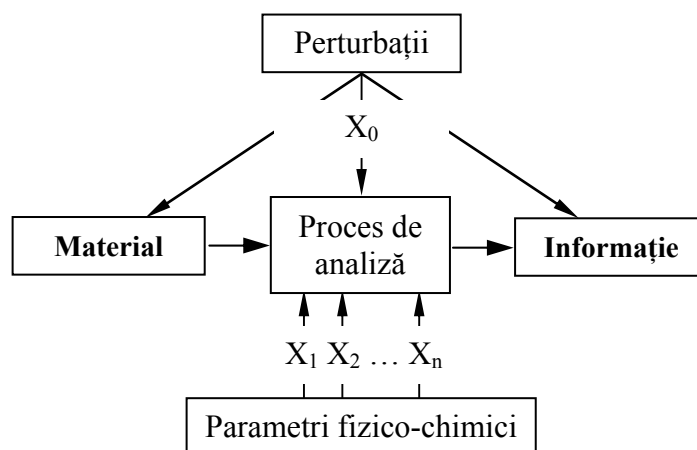 Perturbații
X₀
Material
Proces de
analiză
Informație
X₁ X₂ … Xₙ
Parametri fizico-chimici